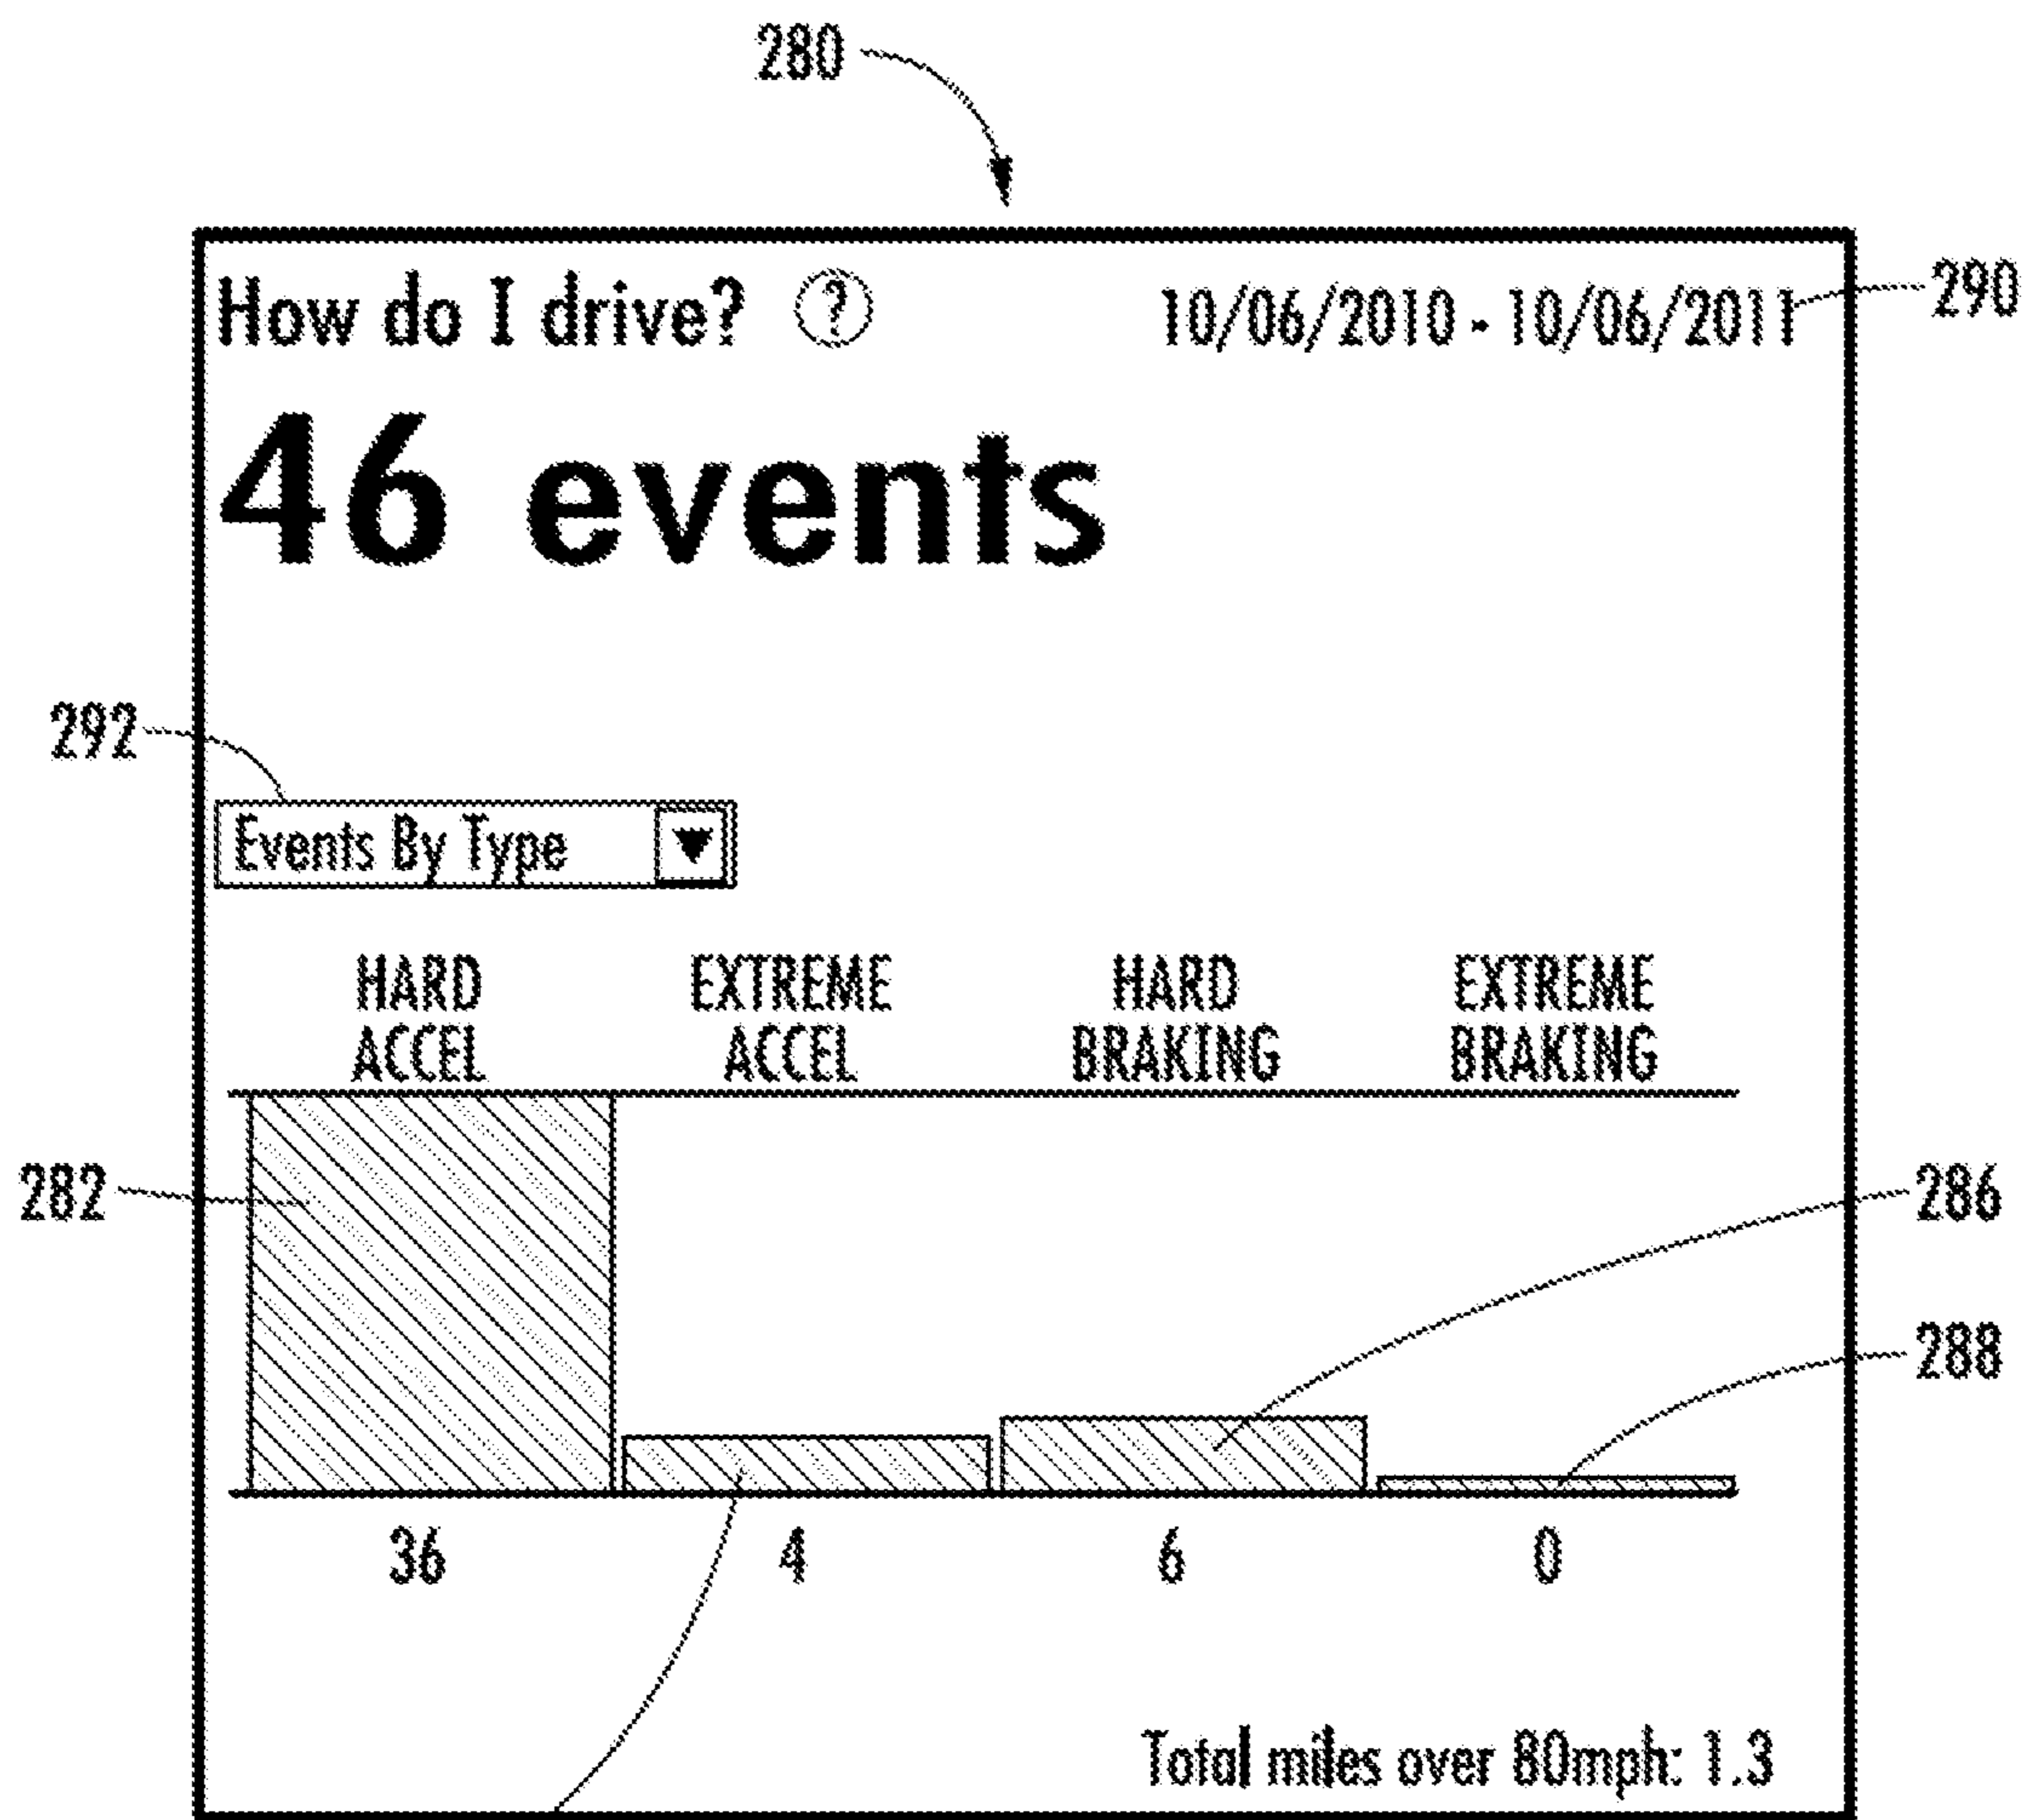 280
How do I drive? ? 10/06/2010 - 10/06/2011 290
46 events
292
Events By Type
HARD ACCEL EXTREME ACCEL HARD BRAKING EXTREME BRAKING
282
286
288
36 4 6 0
Total miles over 80mph: 1.3